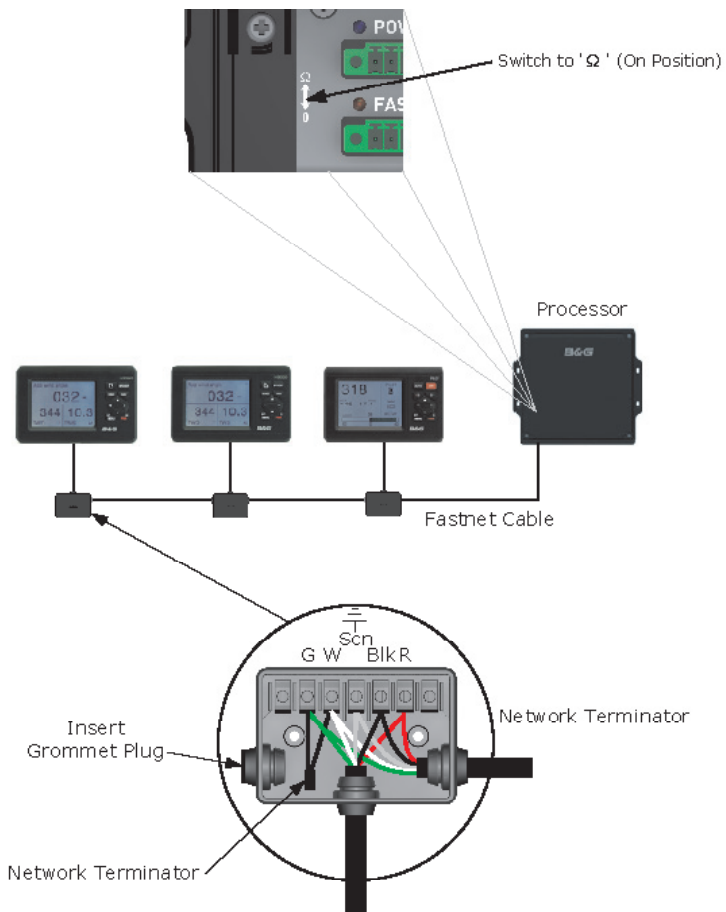 POW
Ω
Switch to 'Ω ' (On Position)
FAS
0
Processor
B&G
032
344 10.3
B&G
032
344 10.3
B&G
318
B&G
Fastnet Cable
Scn
G W Blk R
Insert
Grommet Plug
Network Terminator
Network Terminator